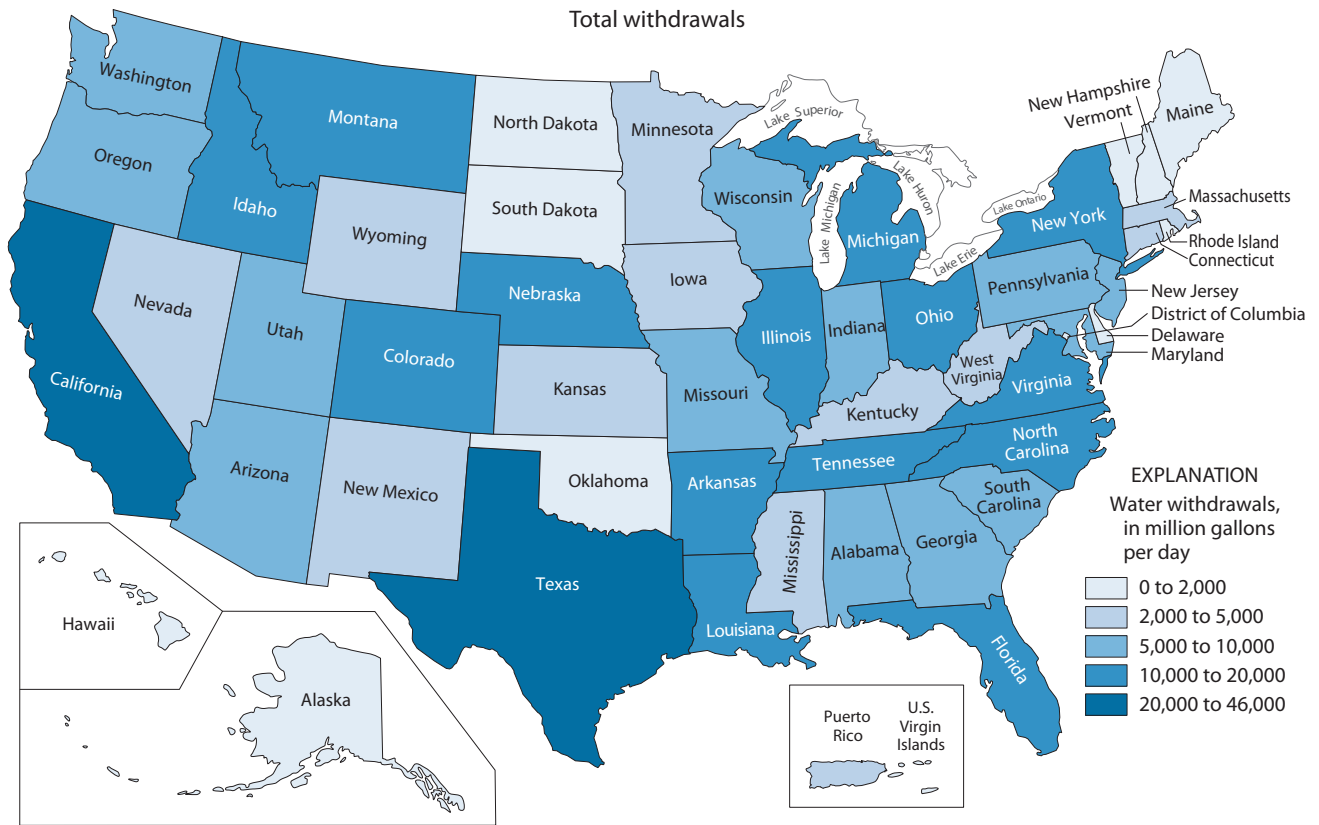 Total withdrawals
Washington
Oregon
California
Nevada
Idaho
Montana
Wyoming
Utah
Colorado
Arizona
New Mexico
North Dakota
South Dakota
Nebraska
Kansas
Oklahoma
Texas
Minnesota
Iowa
Missouri
Arkansas
Louisiana
Wisconsin
Illinois
Indiana
Michigan
Ohio
Kentucky
Tennessee
Mississippi
Alabama
Georgia
Florida
South
Carolina
North
Carolina
Virginia
West
Virginia
Pennsylvania
New York
Lake Superior
Lake Michigan
Lake Huron
Lake Erie
Lake Ontario
New Hampshire
Vermont
Maine
Massachusetts
Rhode Island
Connecticut
New Jersey
District of Columbia
Delaware
Maryland
Hawaii
Alaska
Puerto
Rico
U.S.
Virgin
Islands
EXPLANATION
Water withdrawals,
in million gallons
per day
0 to 2,000
2,000 to 5,000
5,000 to 10,000
10,000 to 20,000
20,000 to 46,000